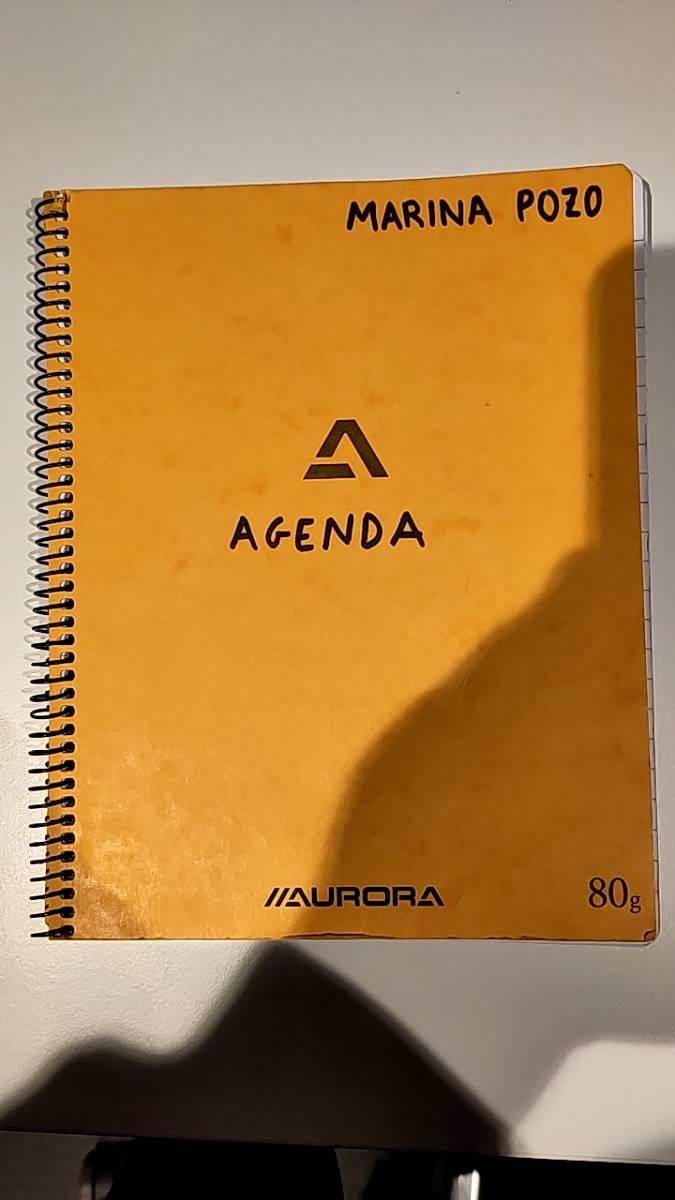 MARINA POZO
AGENDA
//AURORA
80g